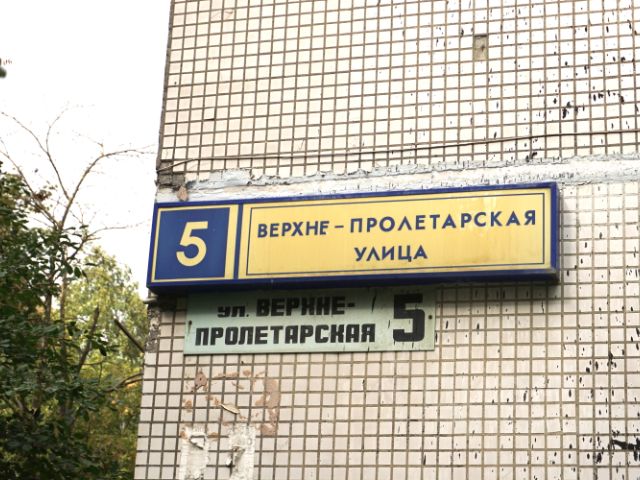 5
ВЕРХНЕ-ПРОЛЕТАРСКАЯ
УЛИЦА
УЛ. ВЕРХНЕ-
ПРОЛЕТАРСКАЯ 5